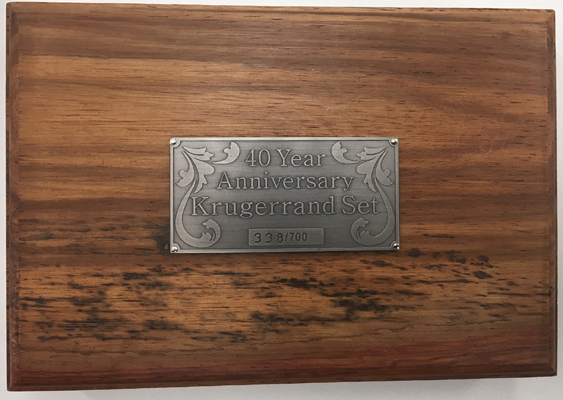 40 Year
Anniversary
Krugerrand Set
338/700